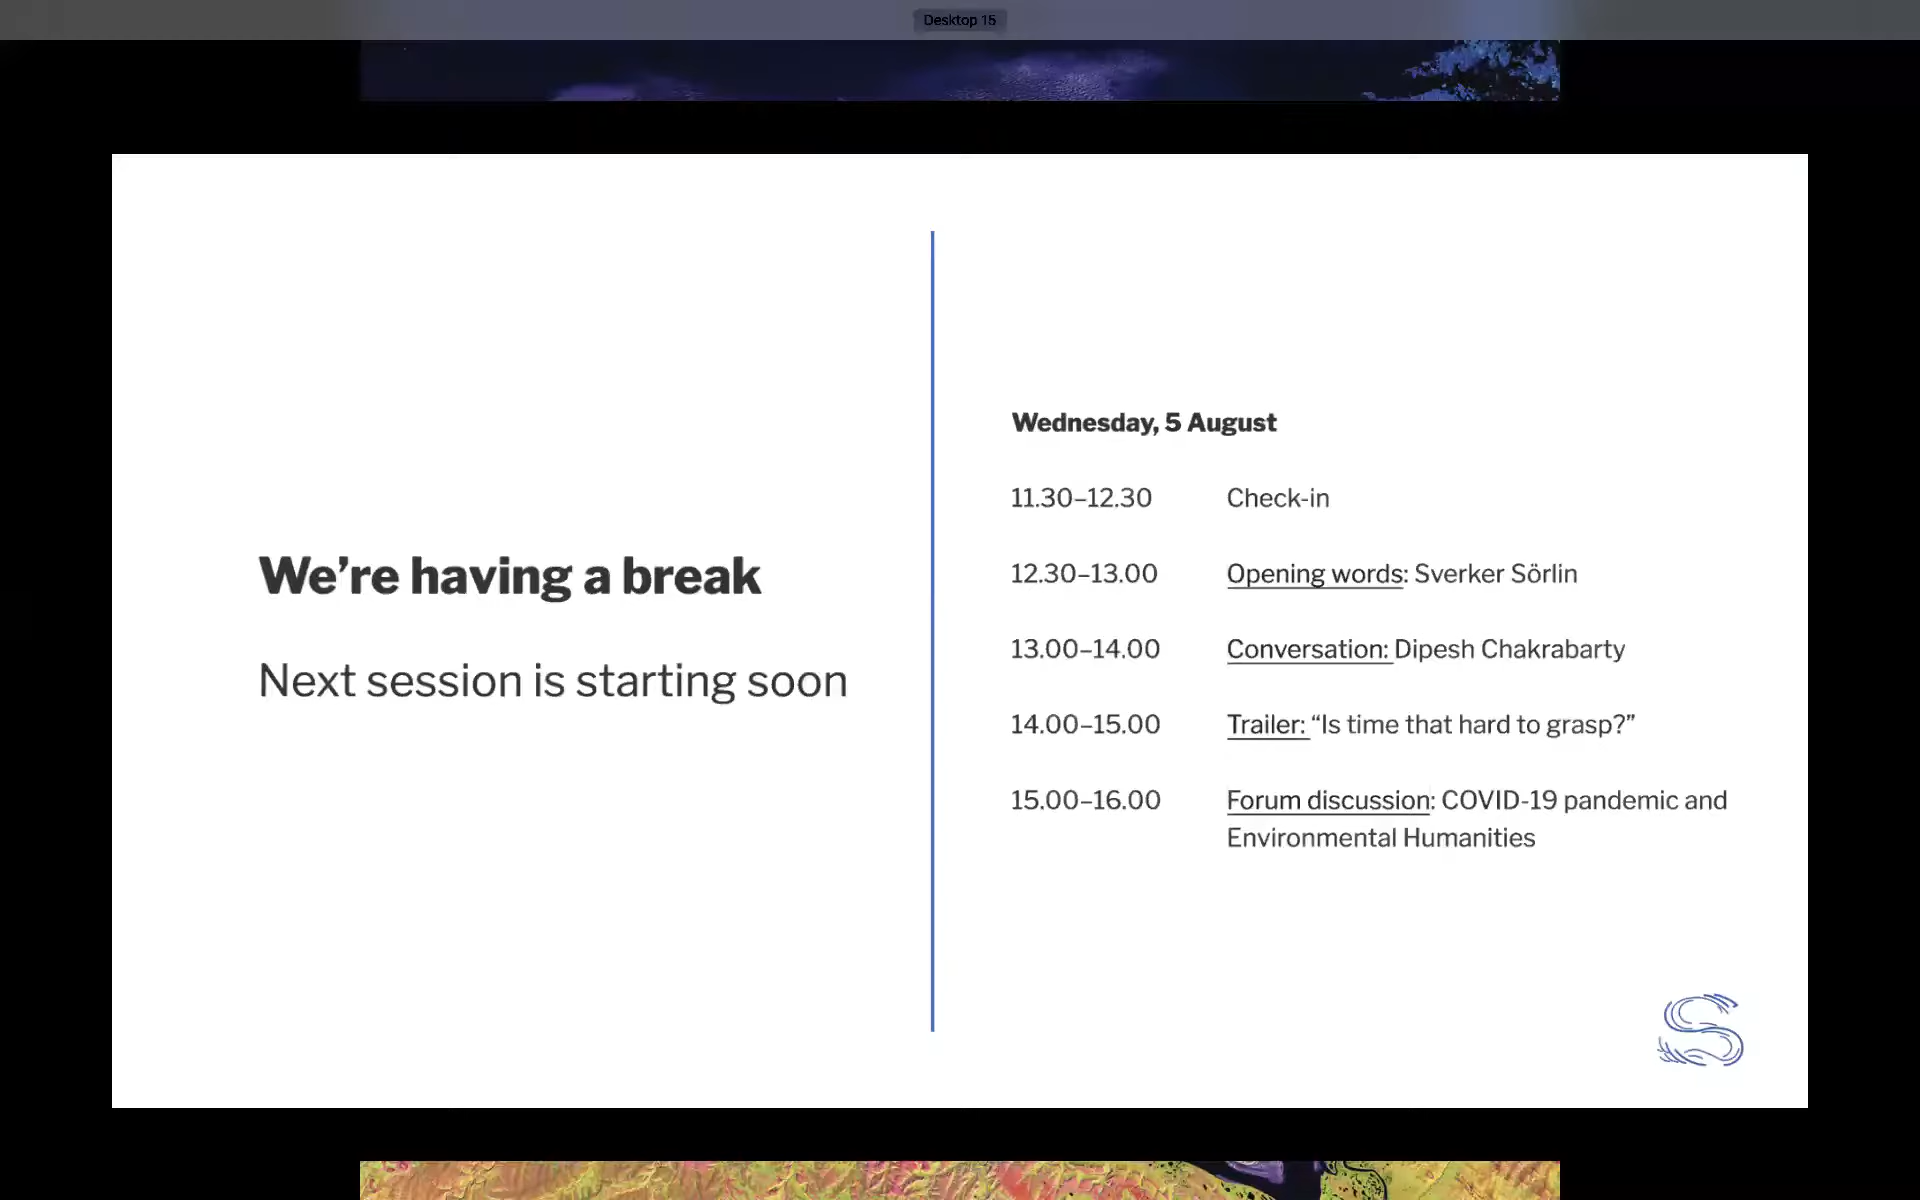 Desktop 15
We’re having a break
Next session is starting soon
Wednesday, 5 August
11.30–12.30 Check-in
12.30–13.00 Opening words: Sverker Sörlin
13.00–14.00 Conversation: Dipesh Chakrabarty
14.00–15.00 Trailer: “Is time that hard to grasp?”
15.00–16.00 Forum discussion: COVID-19 pandemic and
Environmental Humanities
S